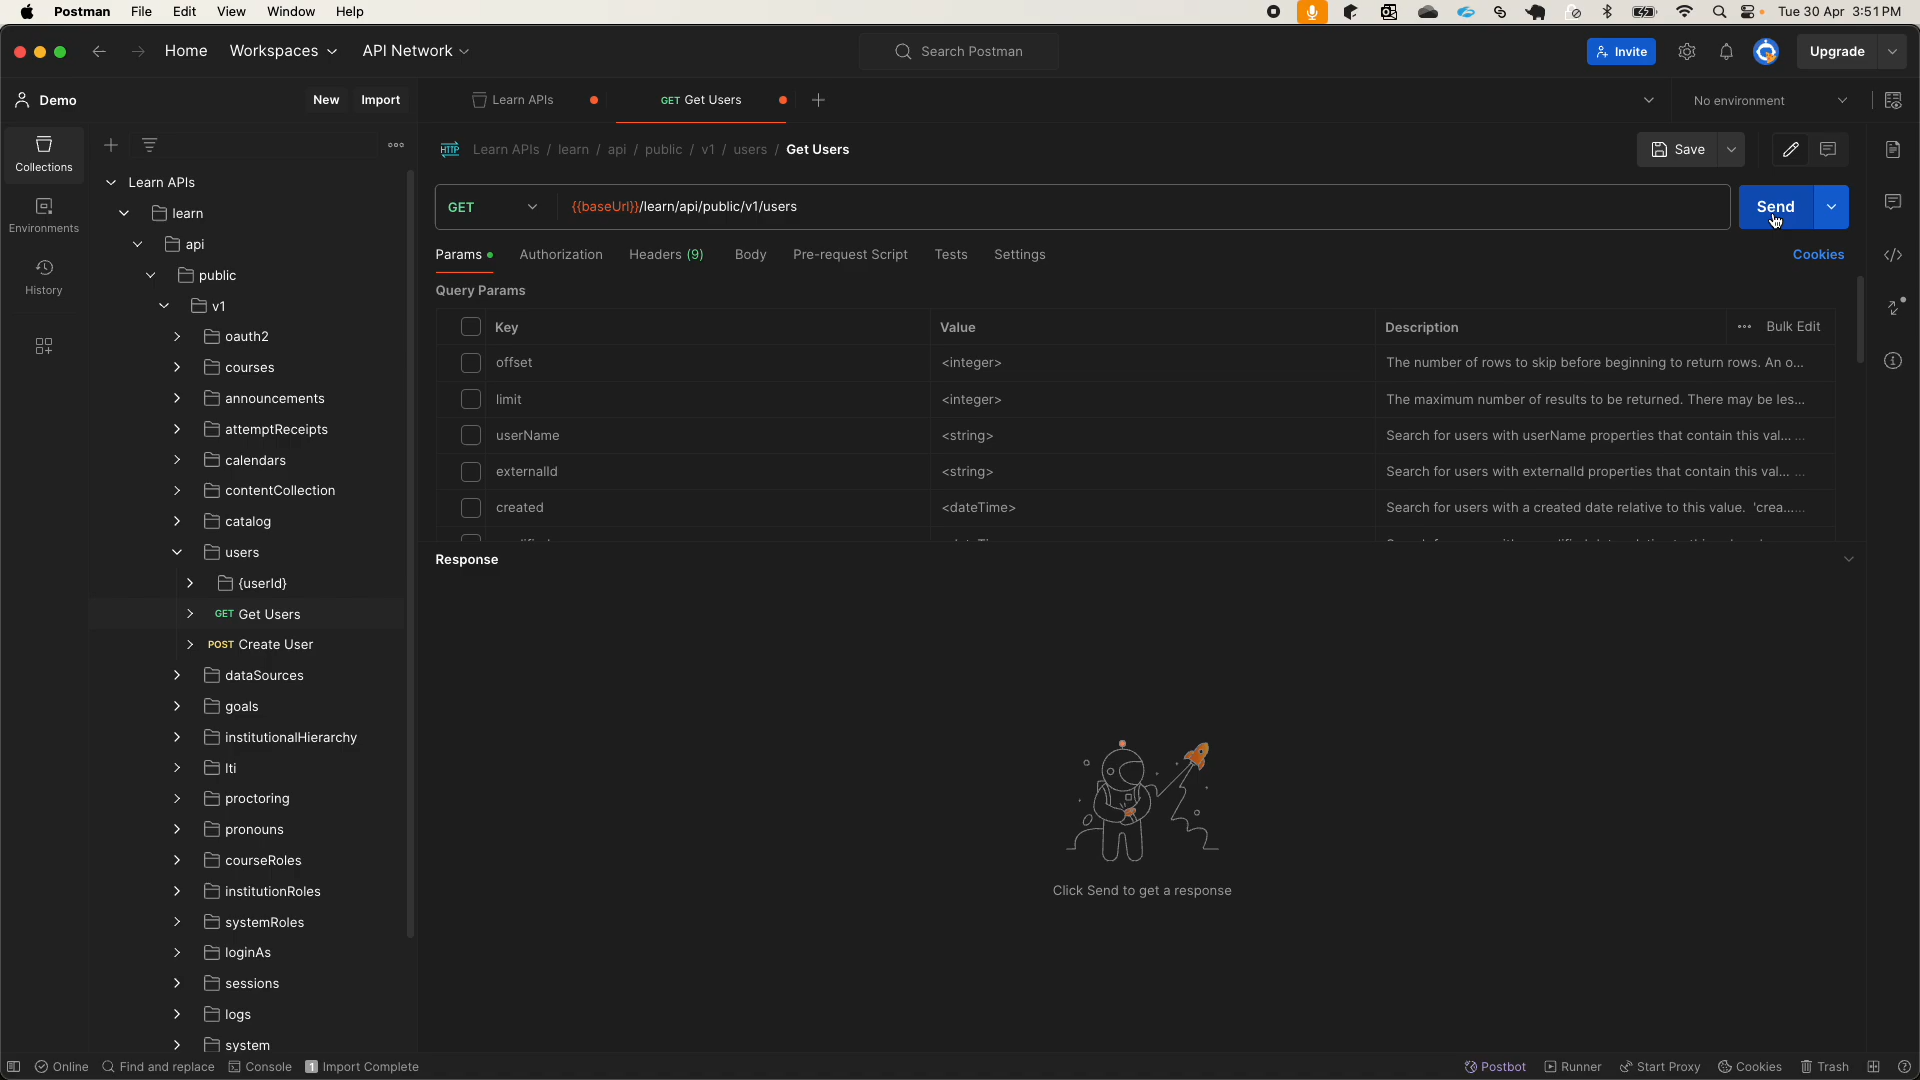 Postman File Edit View Window Help Tue 30 Apr 3:51 PM
Home Workspaces API Network Search Postman Invite Upgrade
Demo New Import Learn APIs GET Get Users No environment
Collections
Environments
History
Learn APIs
learn
api
public
v1
oauth2
courses
announcements
attemptReceipts
calendars
contentCollection
catalog
users
{userId}
GET Get Users
POST Create User
dataSources
goals
institutionalHierarchy
lti
proctoring
pronouns
courseRoles
institutionRoles
systemRoles
loginAs
sessions
logs
system
HTTP Learn APIs / learn / api / public / v1 / users / Get Users Save
GET {{baseUrl}}/learn/api/public/v1/users Send
Params Authorization Headers (9) Body Pre-request Script Tests Settings Cookies
Query Params
Key Value Description Bulk Edit
offset <integer> The number of rows to skip before beginning to return rows. An o...
limit <integer> The maximum number of results to be returned. There may be les...
userName <string> Search for users with userName properties that contain this val... ...
externalId <string> Search for users with externalId properties that contain this val... ...
created <dateTime> Search for users with a created date relative to this value. 'crea... ...
Response
Click Send to get a response
Online Find and replace Console 1 Import Complete Postbot Runner Start Proxy Cookies Trash